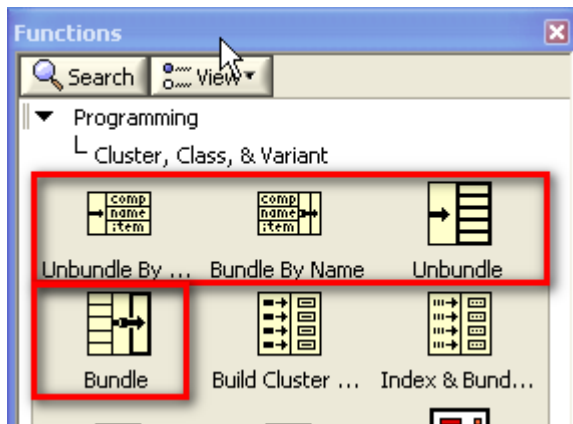 Functions
Search View
Programming
Cluster, Class, & Variant
comp name item
comp name item
Unbundle By ... Bundle By Name Unbundle
Bundle Build Cluster ... Index & Bund...